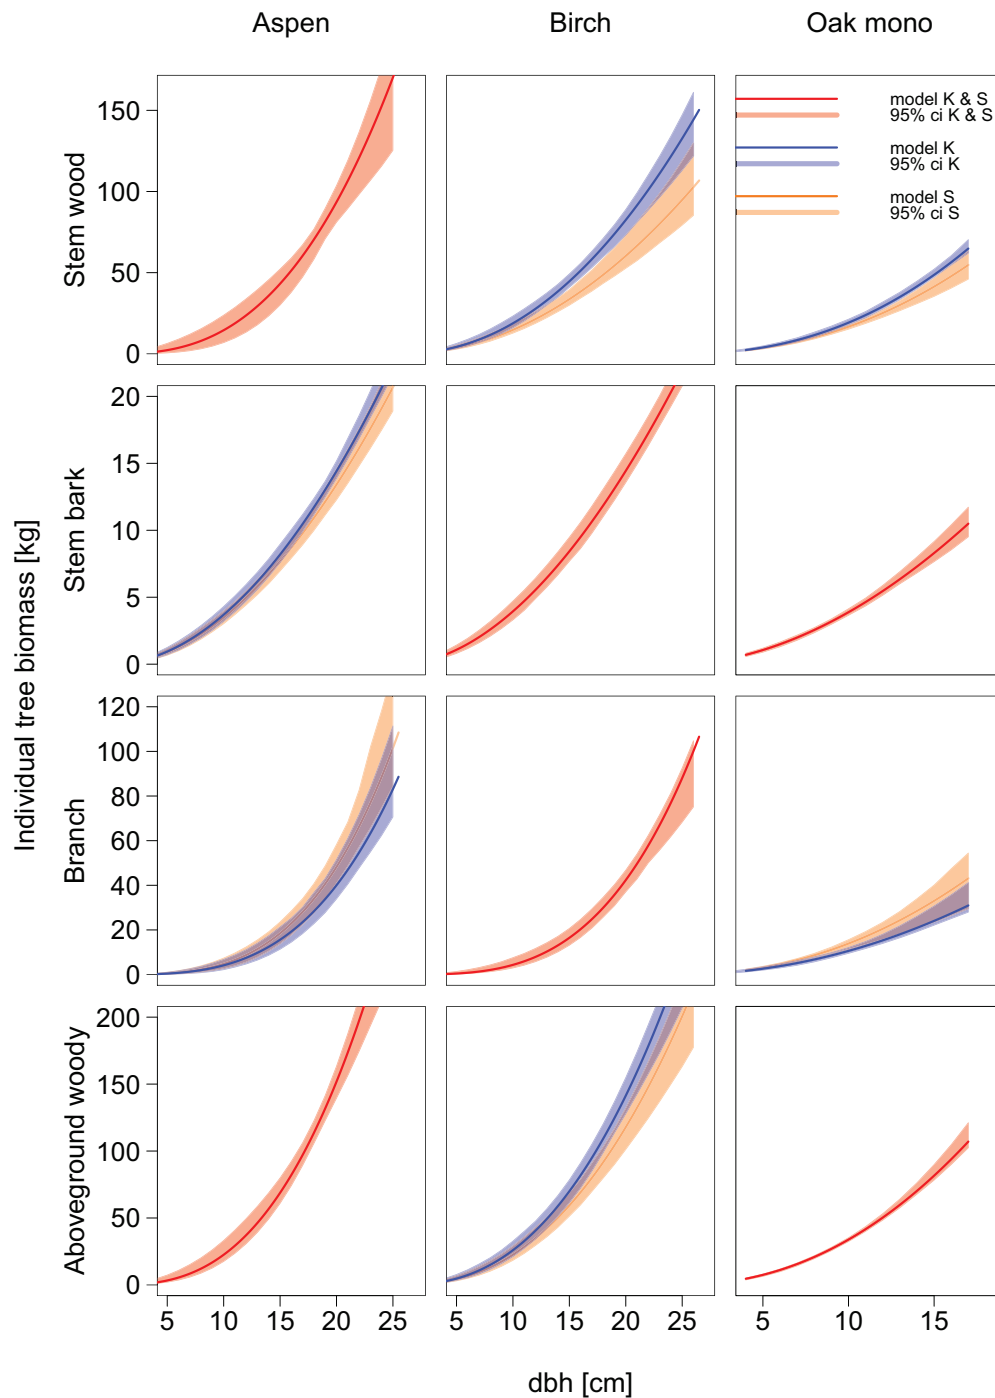 Aspen
Birch
Oak mono
Individual tree biomass [kg]
Stem wood
150
100
50
0
model K & S
95% ci K & S
model K
95% ci K
model S
95% ci S
Stem bark
20
15
10
5
0
Branch
120
100
80
60
40
20
0
Aboveground woody
200
150
100
50
0
5 10 15 20 25
5 10 15 20 25
5 10 15
dbh [cm]